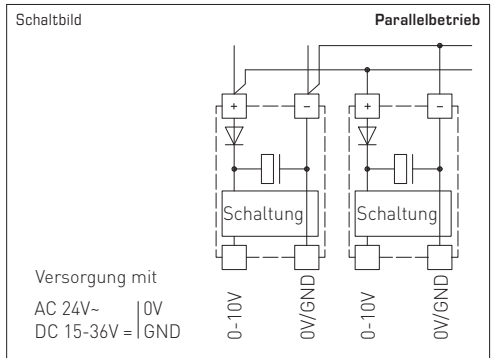 Schaltbild
Parallelbetrieb
+ − + −
Schaltung Schaltung
Versorgung mit
AC 24V~ | 0V
DC 15-36V = | GND
0-10V
0V/GND
0-10V
0V/GND